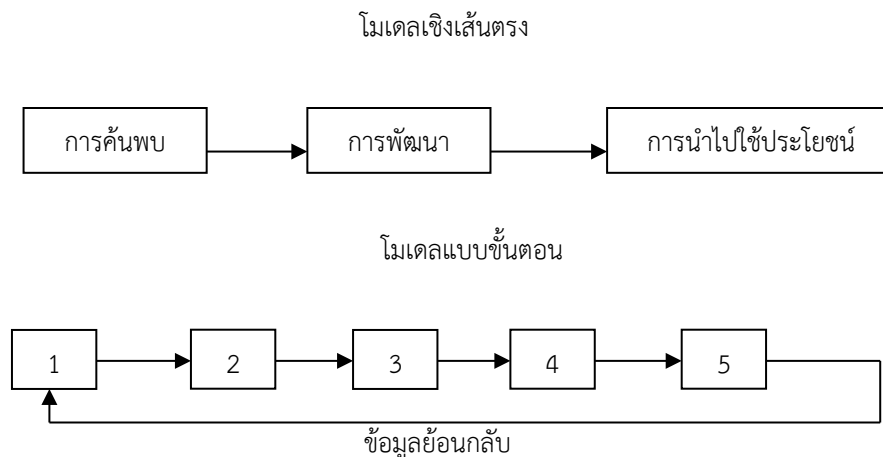 โมเดลเชิงเส้นตรง
การค้นพบ การพัฒนา การนำไปใช้ประโยชน์
โมเดลแบบขั้นตอน
1 2 3 4 5
ข้อมูลย้อนกลับ